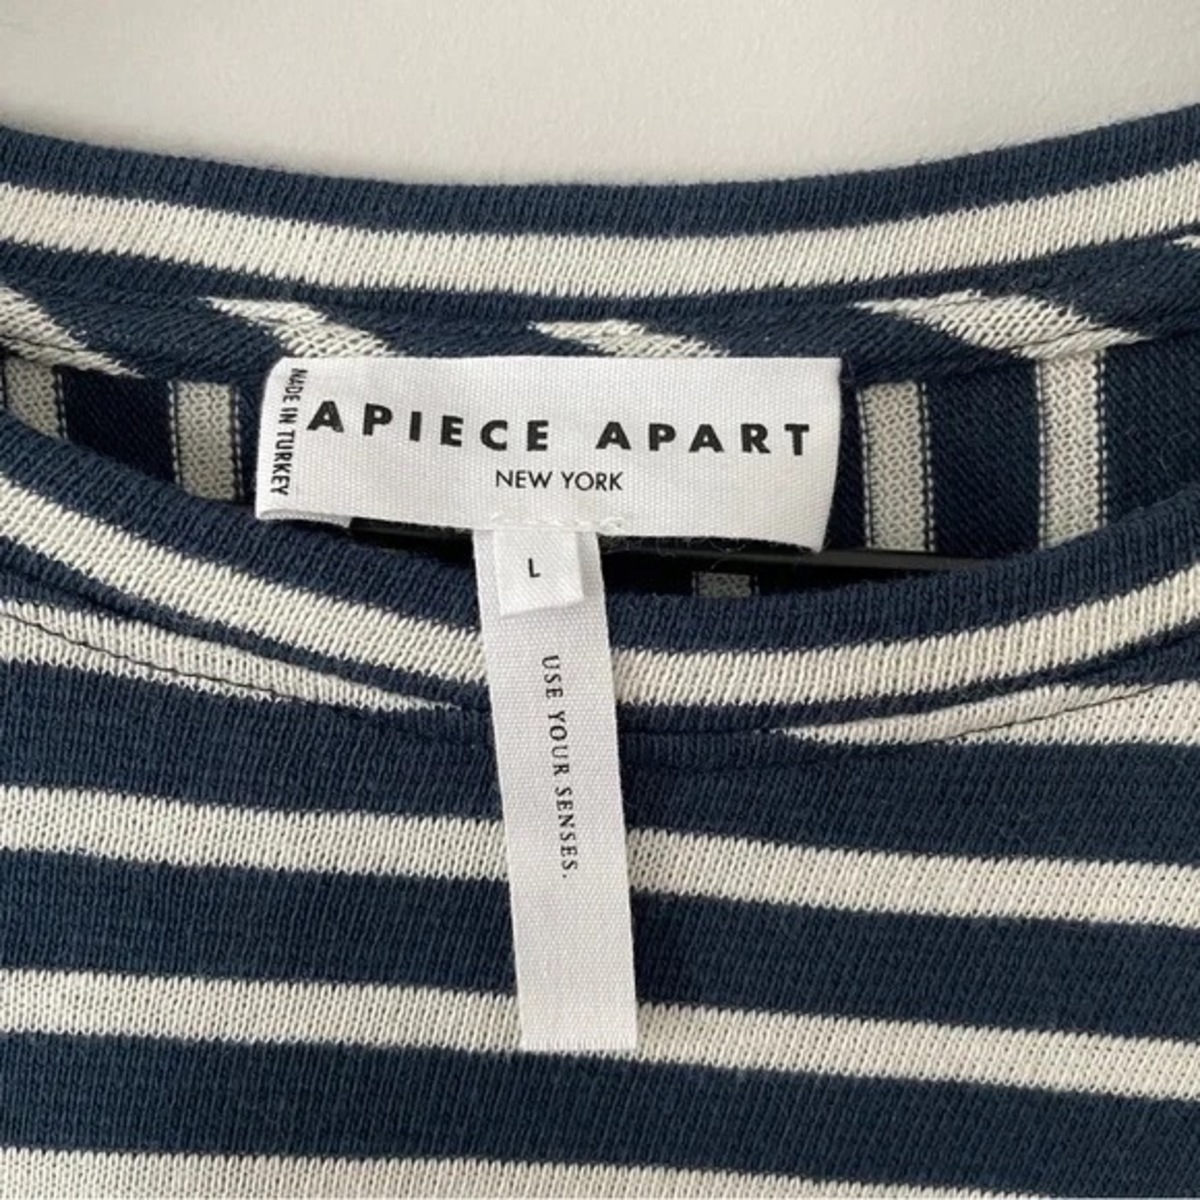 MADE IN TURKEY
APIECE APART
NEW YORK
L
USE YOUR SENSES.